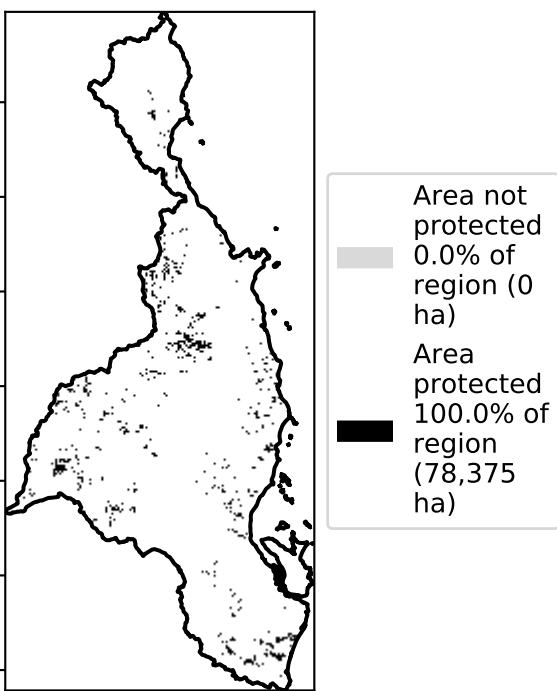 Area not
protected
0.0% of
region (0
ha)
Area
protected
100.0% of
region
(78,375
ha)